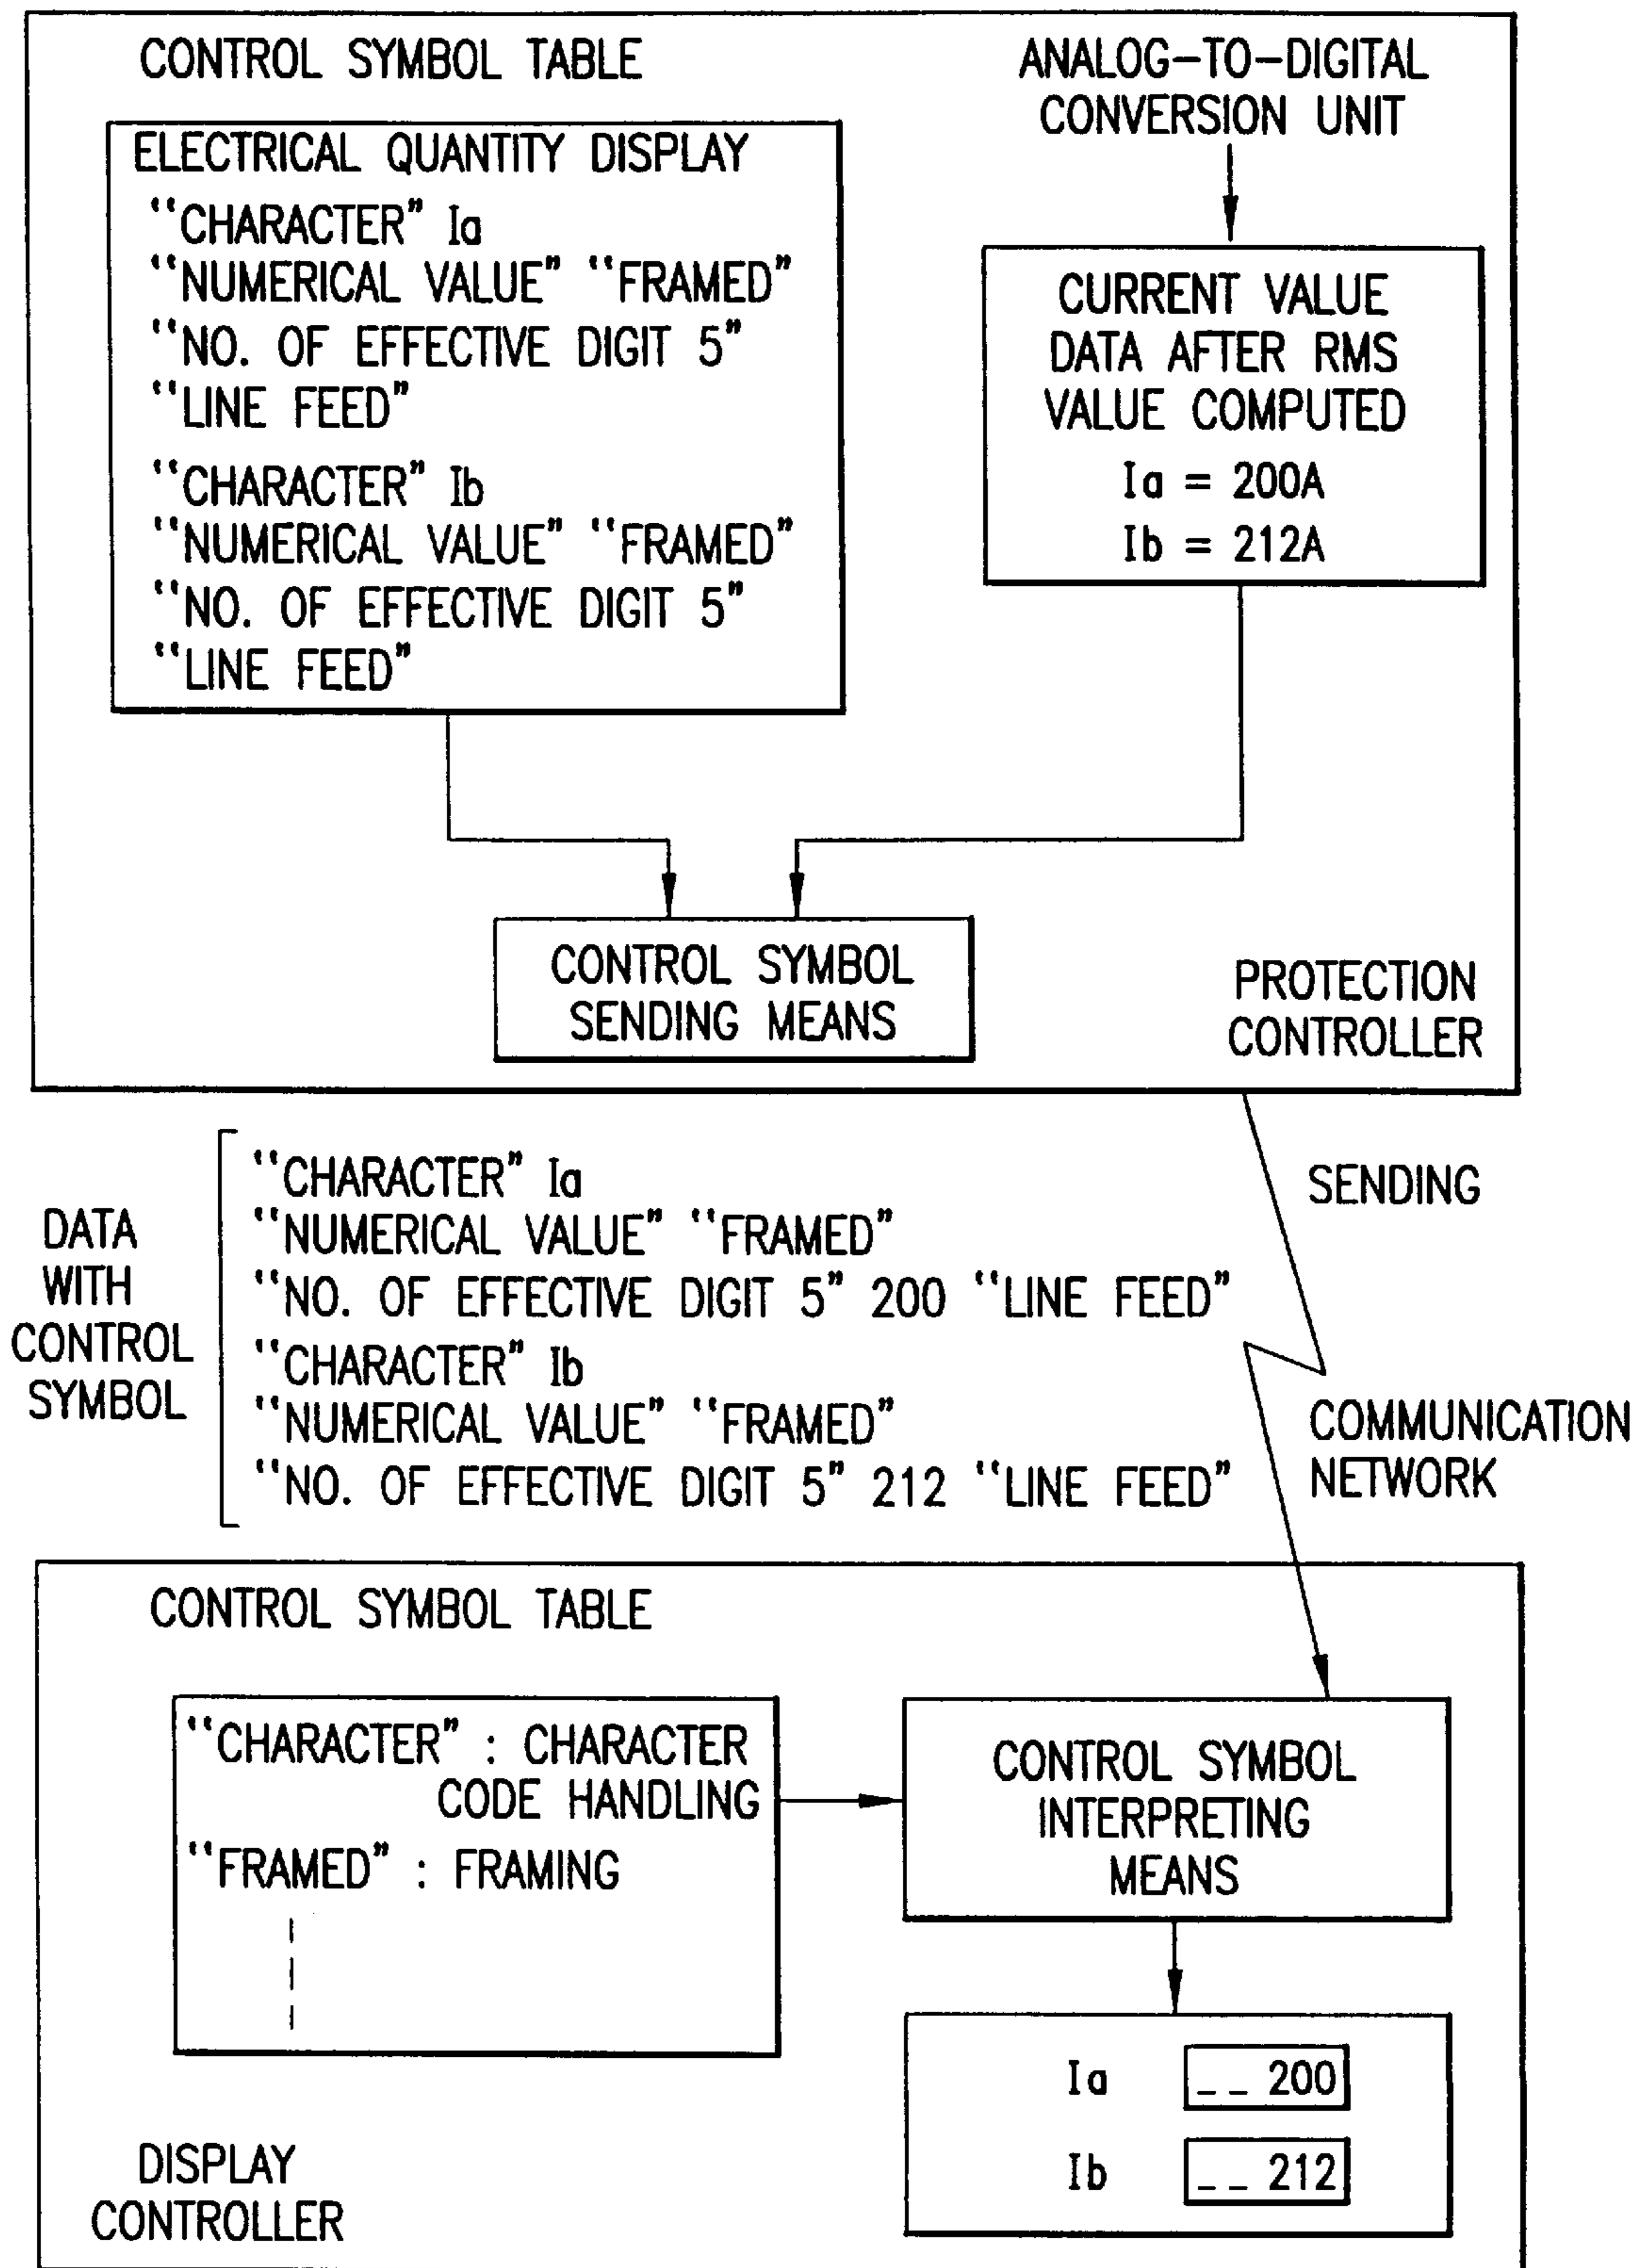 CONTROL SYMBOL TABLE
ELECTRICAL QUANTITY DISPLAY
"CHARACTER" Ia
"NUMERICAL VALUE" "FRAMED"
"NO. OF EFFECTIVE DIGIT 5"
"LINE FEED"
"CHARACTER" Ib
"NUMERICAL VALUE" "FRAMED"
"NO. OF EFFECTIVE DIGIT 5"
"LINE FEED"
ANALOG-TO-DIGITAL
CONVERSION UNIT
CURRENT VALUE
DATA AFTER RMS
VALUE COMPUTED
Ia = 200A
Ib = 212A
CONTROL SYMBOL
SENDING MEANS
PROTECTION
CONTROLLER
DATA
WITH
CONTROL
SYMBOL
"CHARACTER" Ia
"NUMERICAL VALUE" "FRAMED"
"NO. OF EFFECTIVE DIGIT 5" 200 "LINE FEED"
"CHARACTER" Ib
"NUMERICAL VALUE" "FRAMED"
"NO. OF EFFECTIVE DIGIT 5" 212 "LINE FEED"
SENDING
COMMUNICATION
NETWORK
CONTROL SYMBOL TABLE
"CHARACTER" : CHARACTER
CODE HANDLING
"FRAMED" : FRAMING
CONTROL SYMBOL
INTERPRETING
MEANS
Ia _ _ 200
Ib _ _ 212
DISPLAY
CONTROLLER